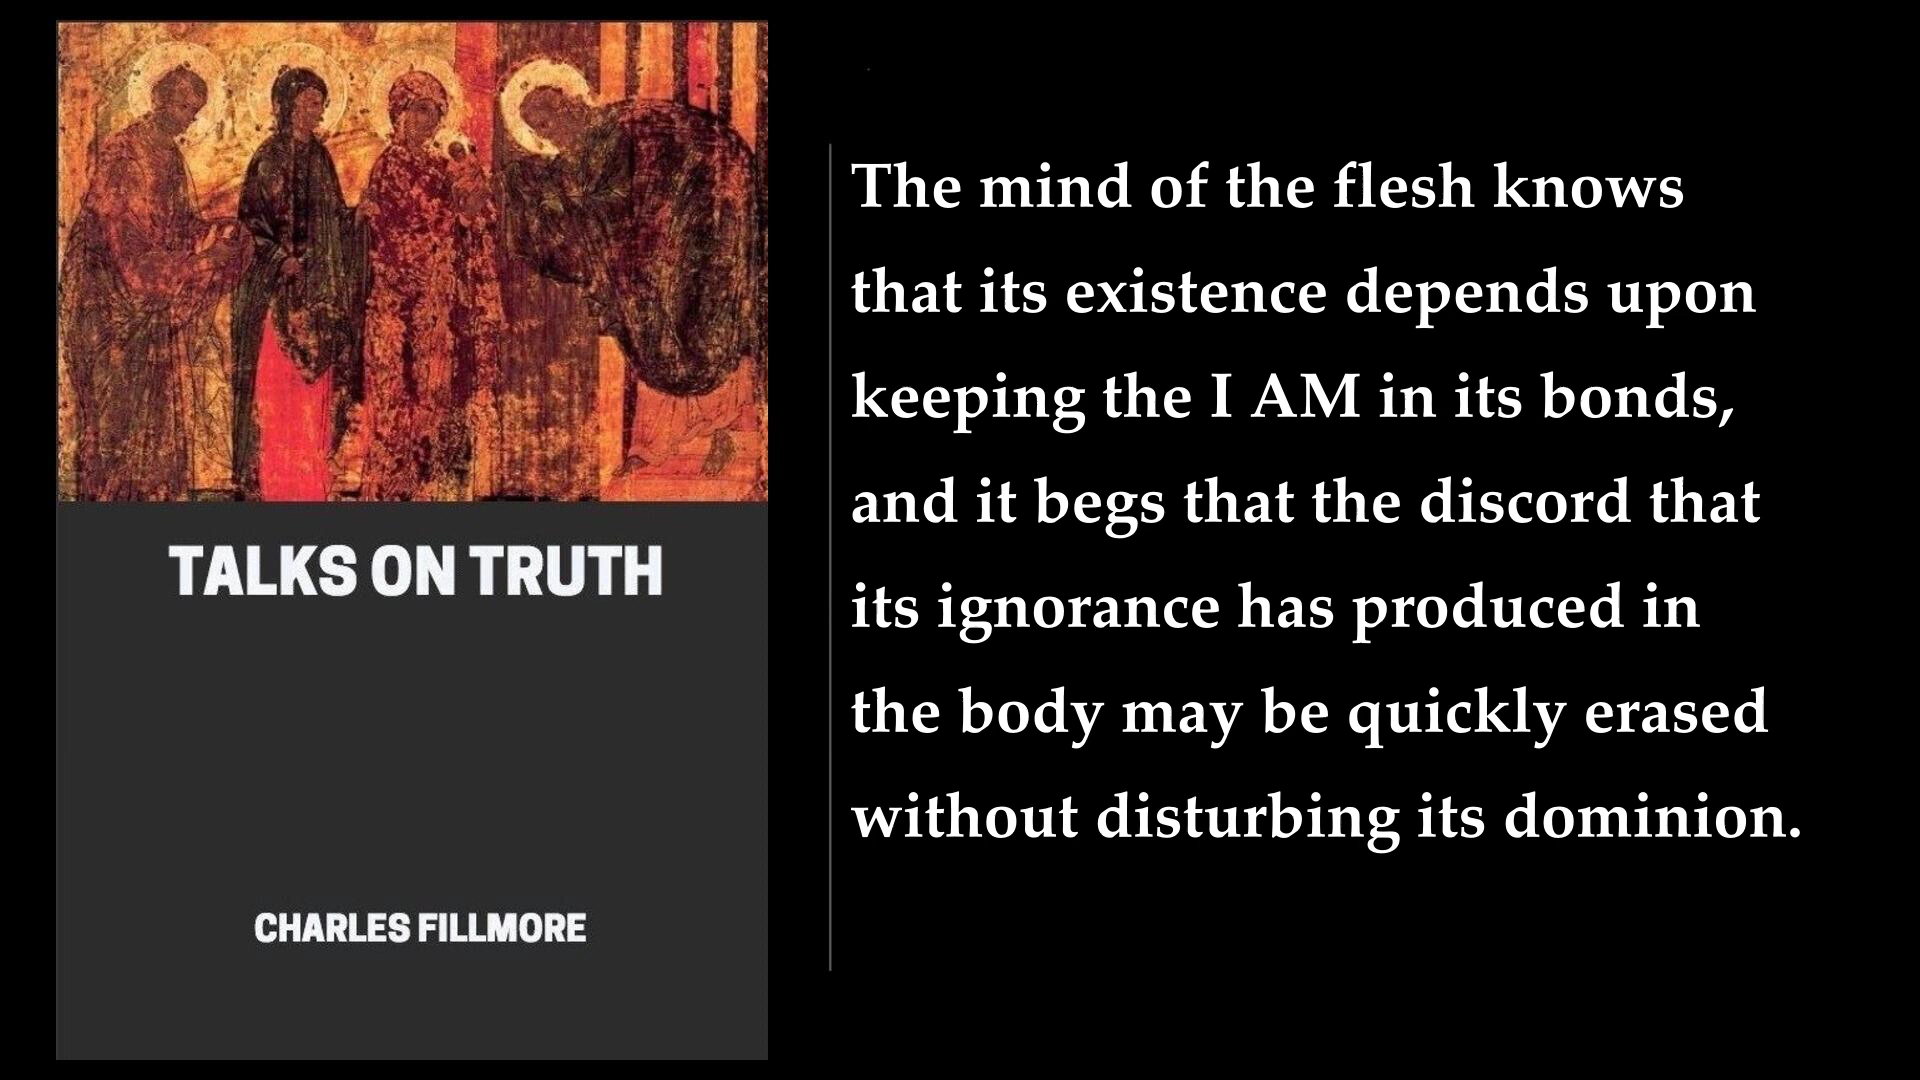 TALKS ON TRUTH
CHARLES FILLMORE
The mind of the flesh knows
that its existence depends upon
keeping the I AM in its bonds,
and it begs that the discord that
its ignorance has produced in
the body may be quickly erased
without disturbing its dominion.